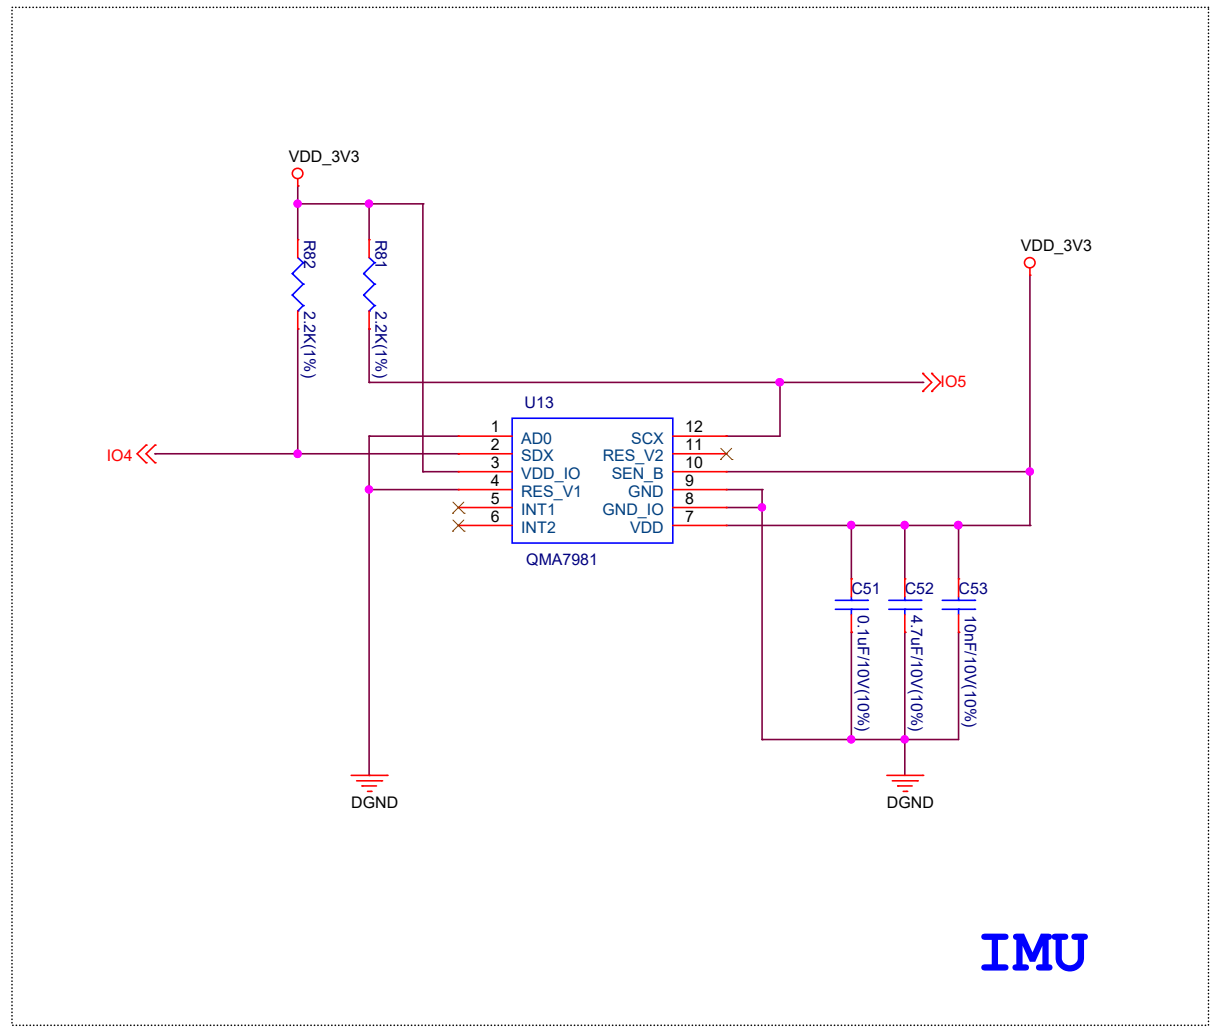 VDD_3V3
VDD_3V3
R82
R81
2.2K(1%)
2.2K(1%)
IO5
U13
IO4
1
AD0
SCX
12
2
SDX
RES_V2
11
3
VDD_IO
SEN_B
10
4
RES_V1
GND
9
5
INT1
GND_IO
8
6
INT2
VDD
7
QMA7981
C51
C52
C53
0.1uF/10V(10%)
4.7uF/10V(10%)
10nF/10V(10%)
DGND
DGND
IMU